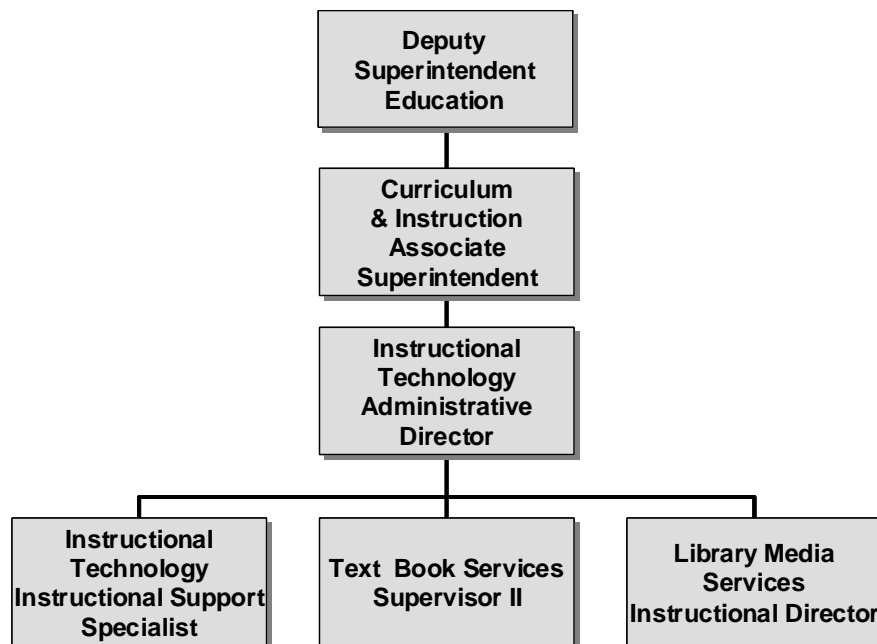 Deputy
Superintendent
Education
Curriculum
& Instruction
Associate
Superintendent
Instructional
Technology
Administrative
Director
Instructional
Technology
Instructional Support
Specialist
Text Book Services
Supervisor II
Library Media
Services
Instructional Director